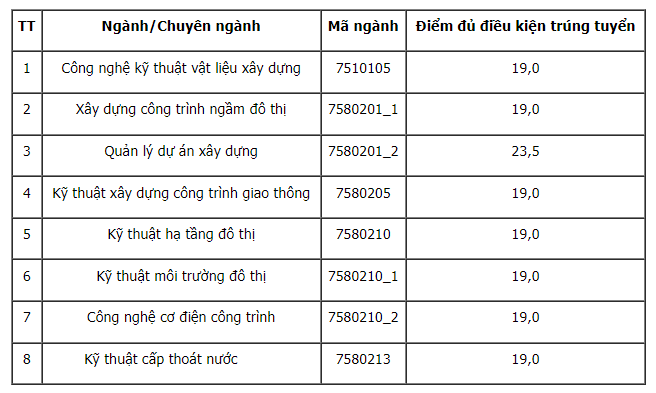 TT Ngành/Chuyên ngành Mã ngành Điểm đủ điều kiện trúng tuyển
1 Công nghệ kỹ thuật vật liệu xây dựng 7510105 19,0
2 Xây dựng công trình ngầm đô thị 7580201_1 19,0
3 Quản lý dự án xây dựng 7580201_2 23,5
4 Kỹ thuật xây dựng công trình giao thông 7580205 19,0
5 Kỹ thuật hạ tầng đô thị 7580210 19,0
6 Kỹ thuật môi trường đô thị 7580210_1 19,0
7 Công nghệ cơ điện công trình 7580210_2 19,0
8 Kỹ thuật cấp thoát nước 7580213 19,0